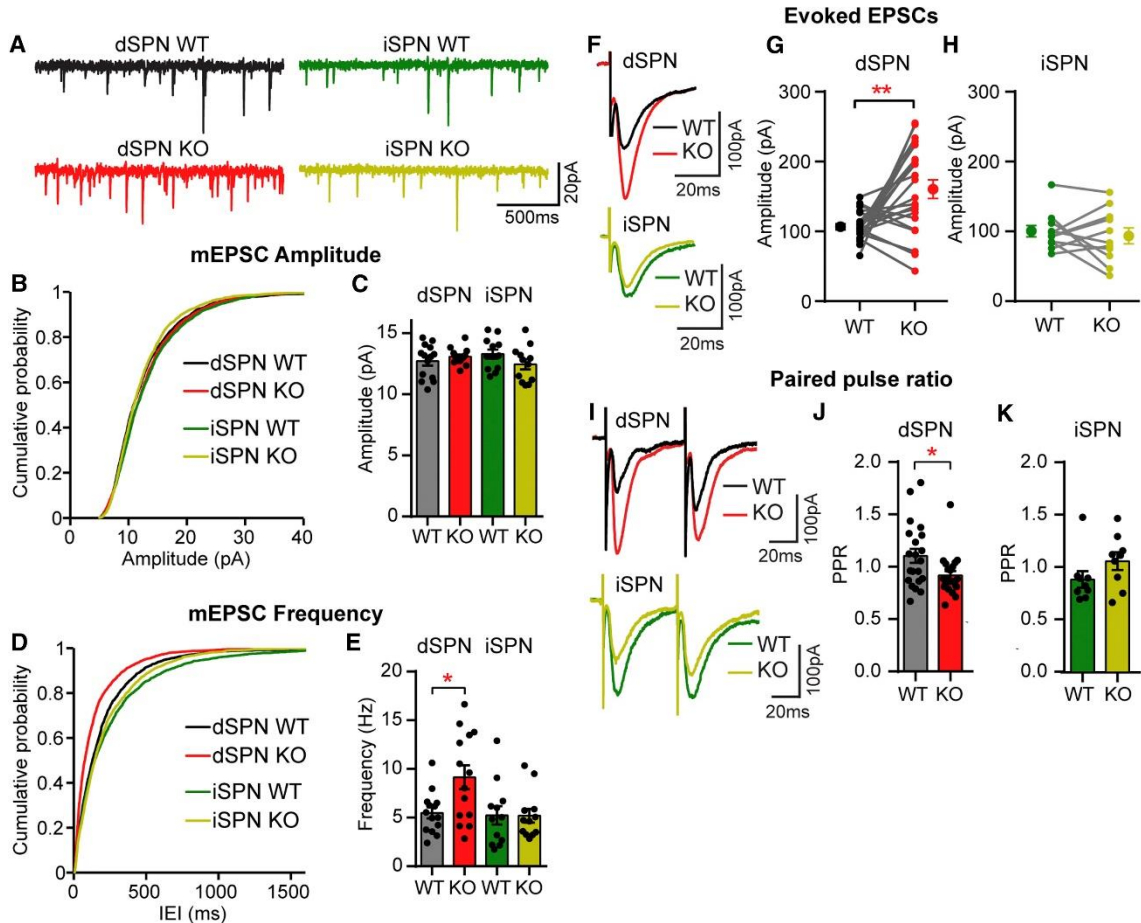 A
dSPN WT
iSPN WT
dSPN KO
iSPN KO
20pA
500ms
mEPSC Amplitude
B
Cumulative probability
1
0.8
0.6
0.4
0.2
0
0 10 20 30 40
Amplitude (pA)
dSPN WT
dSPN KO
iSPN WT
iSPN KO
C
dSPN iSPN
Amplitude (pA)
15
10
5
0
WT KO WT KO
mEPSC Frequency
D
Cumulative probability
1
0.8
0.6
0.4
0.2
0
0 500 1000 1500
IEI (ms)
dSPN WT
dSPN KO
iSPN WT
iSPN KO
E
dSPN iSPN
*
Frequency (Hz)
20
15
10
5
0
WT KO WT KO
Evoked EPSCs
F
dSPN
WT
KO
100pA
20ms
iSPN
WT
KO
100pA
20ms
G
dSPN
**
Amplitude (pA)
300
200
100
0
WT KO
H
iSPN
Amplitude (pA)
300
200
100
0
WT KO
Paired pulse ratio
I
dSPN
WT
KO
100pA
20ms
iSPN
WT
KO
100pA
20ms
J
dSPN
*
PPR
2.0
1.5
1.0
0.5
0.0
WT KO
K
iSPN
PPR
2.0
1.5
1.0
0.5
0.0
WT KO